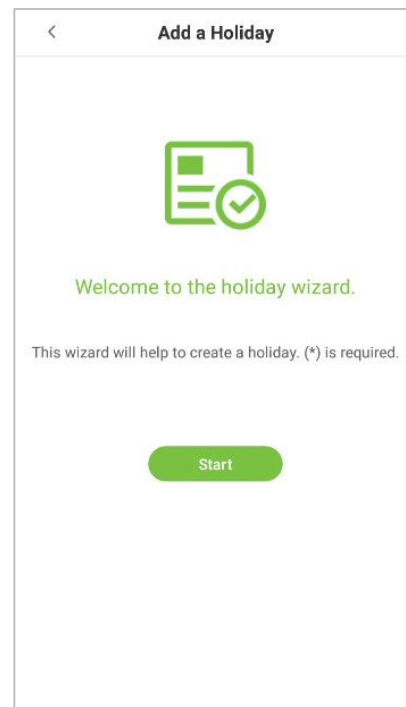 Add a Holiday
Welcome to the holiday wizard.
This wizard will help to create a holiday. (*) is required.
Start